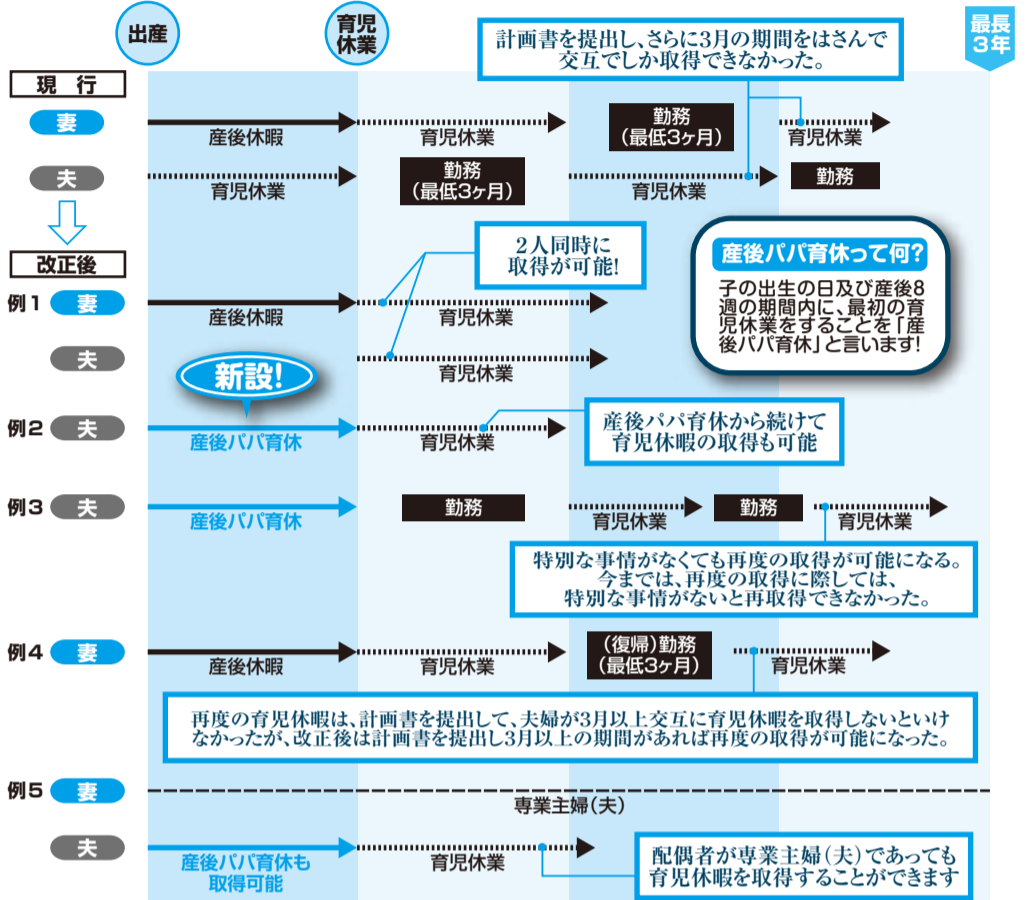 出産
育児
休業
最長
3年
計画書を提出し、さらに3月の期間をはさんで
交互でしか取得できなかった。
現 行
妻
産後休暇
育児休業
勤務
(最低3ヶ月)
育児休業
夫
育児休業
勤務
(最低3ヶ月)
育児休業
勤務
改正後
2人同時に
取得が可能!
産後パパ育休って何?
子の出生の日及び産後8
週の期間内に、最初の育
児休業をすることを「産
後パパ育休」と言います!
例1
妻
産後休暇
育児休業
夫
育児休業
新設!
例2
夫
産後パパ育休
育児休業
産後パパ育休から続けて
育児休暇の取得も可能
例3
夫
産後パパ育休
勤務
育児休業
勤務
育児休業
特別な事情がなくても再度の取得が可能になる。
今までは、再度の取得に際しては、
特別な事情がないと再取得できなかった。
例4
妻
産後休暇
育児休業
(復帰)勤務
(最低3ヶ月)
育児休業
再度の育児休暇は、計画書を提出して、夫婦が3月以上交互に育児休暇を取得しないといけ
なかったが、改正後は計画書を提出し3月以上の期間があれば再度の取得が可能になった。
例5
妻
専業主婦(夫)
夫
産後パパ育休も
取得可能
育児休業
配偶者が専業主婦(夫)であっても
育児休暇を取得することができます